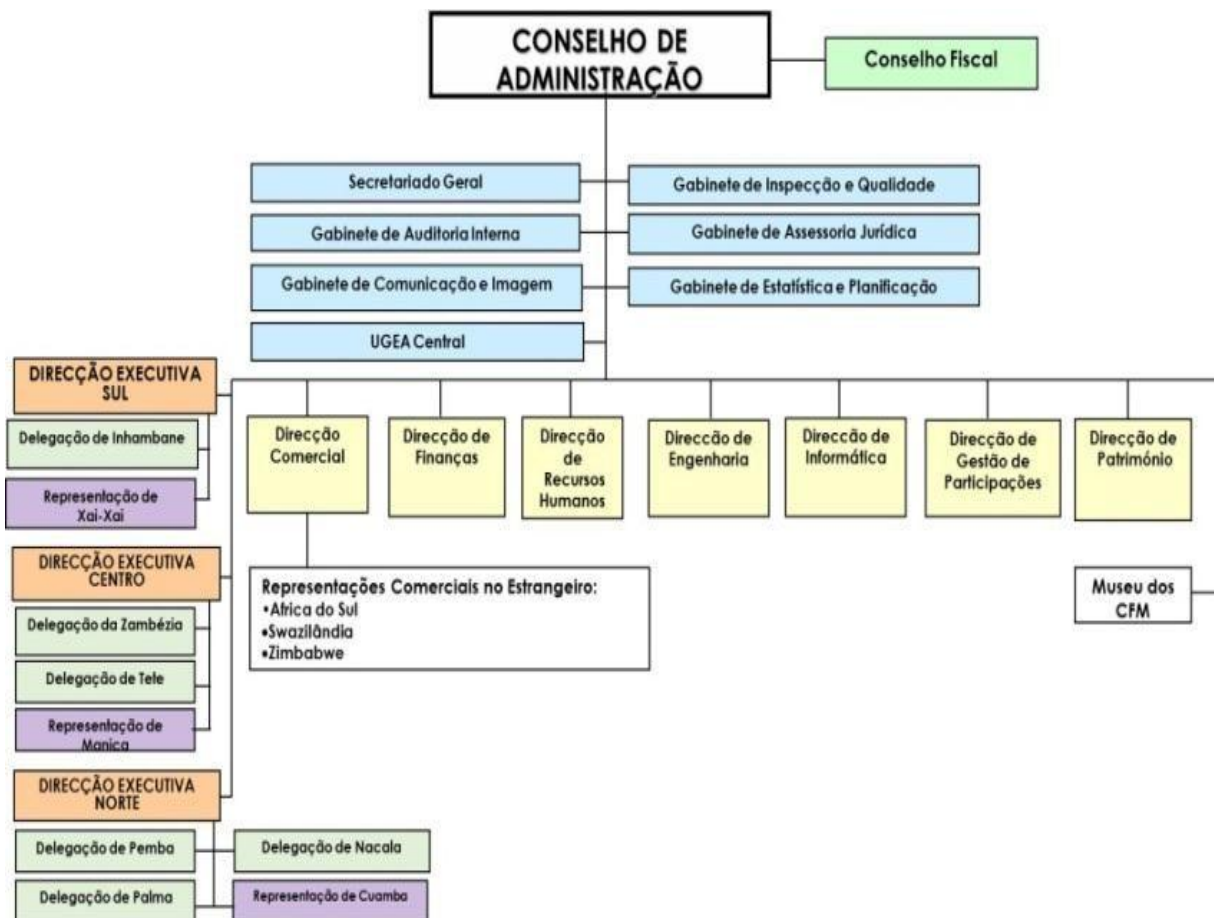 CONSELHO DE
ADMINISTRAÇÃO
Conselho Fiscal
Secretariado Geral
Gabinete de Inspecção e Qualidade
Gabinete de Auditoria Interna
Gabinete de Assessoria Jurídica
Gabinete de Comunicação e Imagem
Gabinete de Estatística e Planificação
UGEA Central
DIRECÇÃO EXECUTIVA
SUL
Delegação de Inhambane
Representação de
Xai-Xai
Direcção
Comercial
Direcção de
Finanças
Direcção
de
Recursos
Humanos
Direcção de
Engenharia
Direcção de
Informática
Direcção de
Gestão de
Participações
Direcção de
Património
DIRECÇÃO EXECUTIVA
CENTRO
Delegação da Zambézia
Delegação de Tete
Representação de
Manica
Representações Comerciais no Estrangeiro:
•Africa do Sul
•Swazilândia
•Zimbabwe
Museu dos
CFM
DIRECÇÃO EXECUTIVA
NORTE
Delegação de Pemba
Delegação de Nacala
Delegação de Palma
Representação de Cuamba